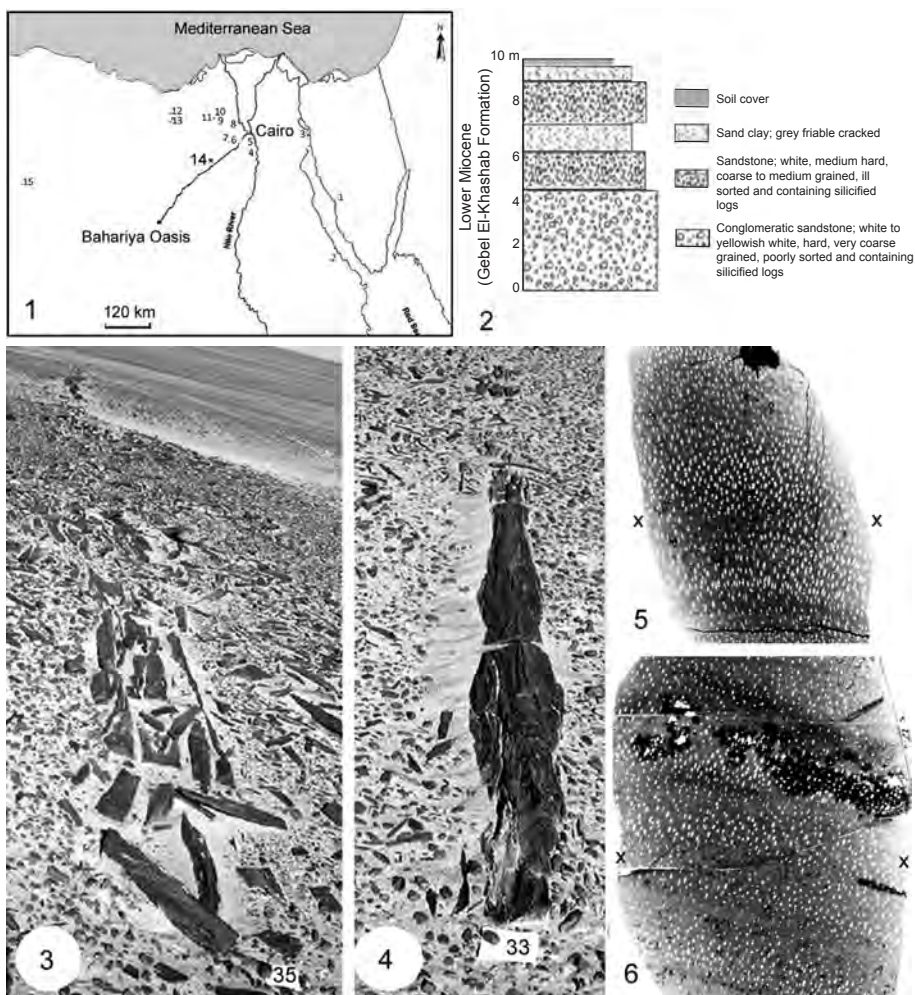 Mediterranean Sea
N
12
13
11
10
9
8
Cairo
3
7
6
5
4
14
15
1
Bahariya Oasis
Nile River
2
Red Sea
120 km
1
Lower Miocene
(Gebel El-Khashab Formation)
10 m
8
6
4
2
0
2
Soil cover
Sand clay; grey friable cracked
Sandstone; white, medium hard,
coarse to medium grained, ill
sorted and containing silicified
logs
Conglomeratic sandstone; white to
yellowish white, hard, very coarse
grained, poorly sorted and containing
silicified logs
3
35
4
33
x
x
5
x
x
6